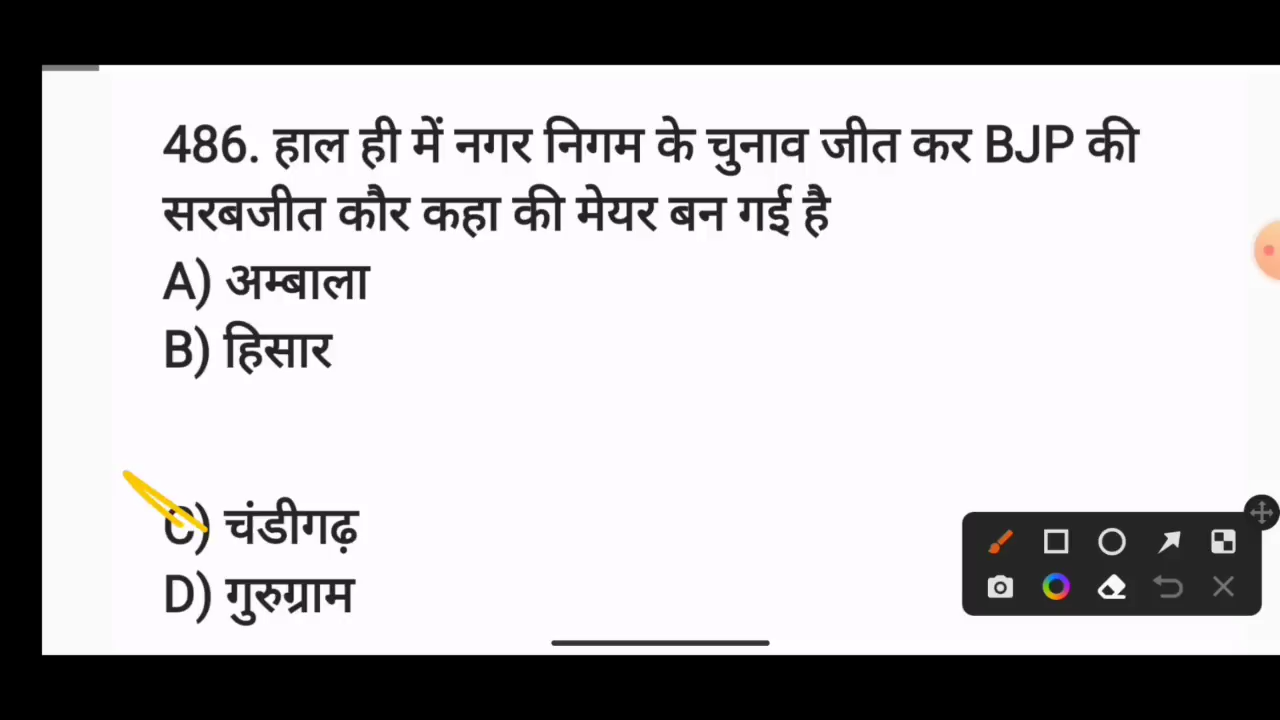 486. हाल ही में नगर निगम के चुनाव जीत कर BJP की
सरबजीत कौर कहा की मेयर बन गई है
A) अम्बाला
B) हिसार
C) चंडीगढ़
D) गुरुग्राम